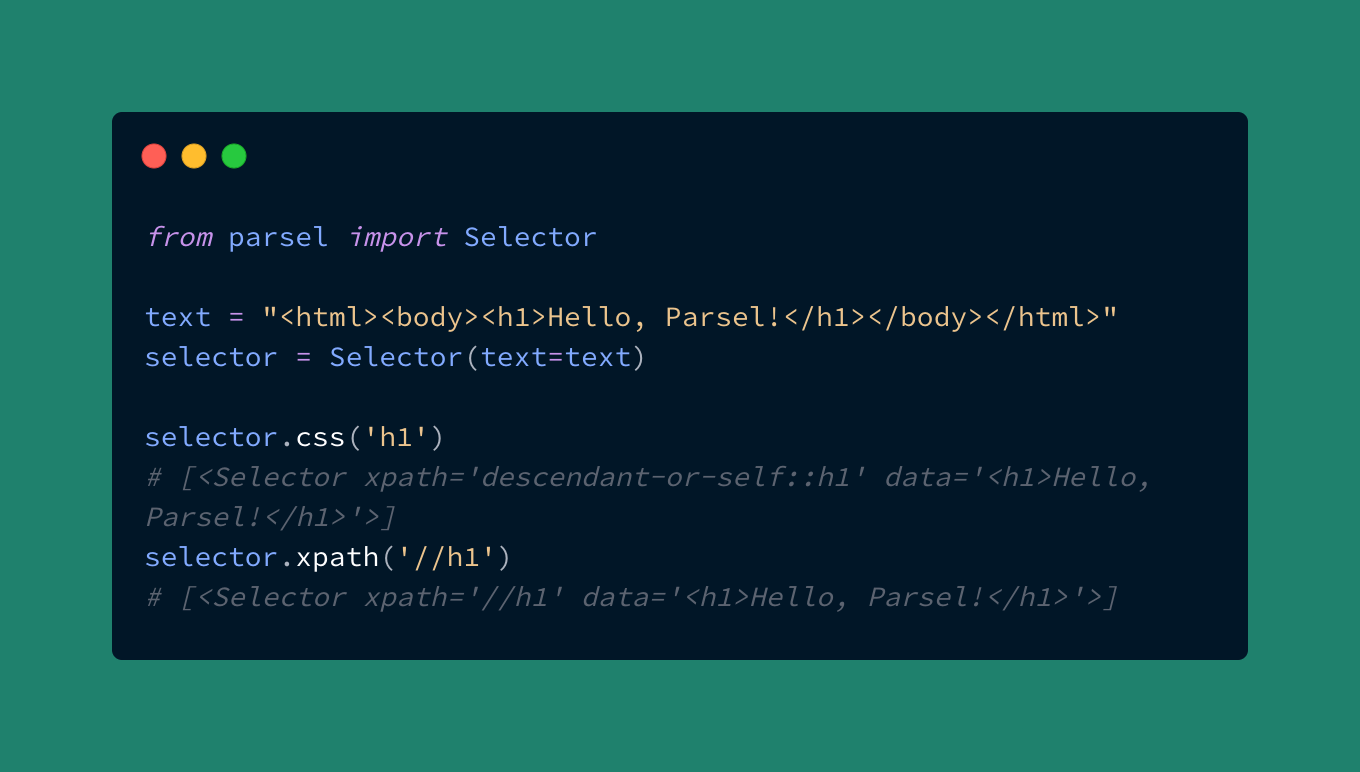 from parsel import Selector
text = "<html><body><h1>Hello, Parsel!</h1></body></html>"
selector = Selector(text=text)
selector.css('h1')
# [<Selector xpath='descendant-or-self::h1' data='<h1>Hello,
Parsel!</h1>'>]
selector.xpath('//h1')
# [<Selector xpath='//h1' data='<h1>Hello, Parsel!</h1>'>]